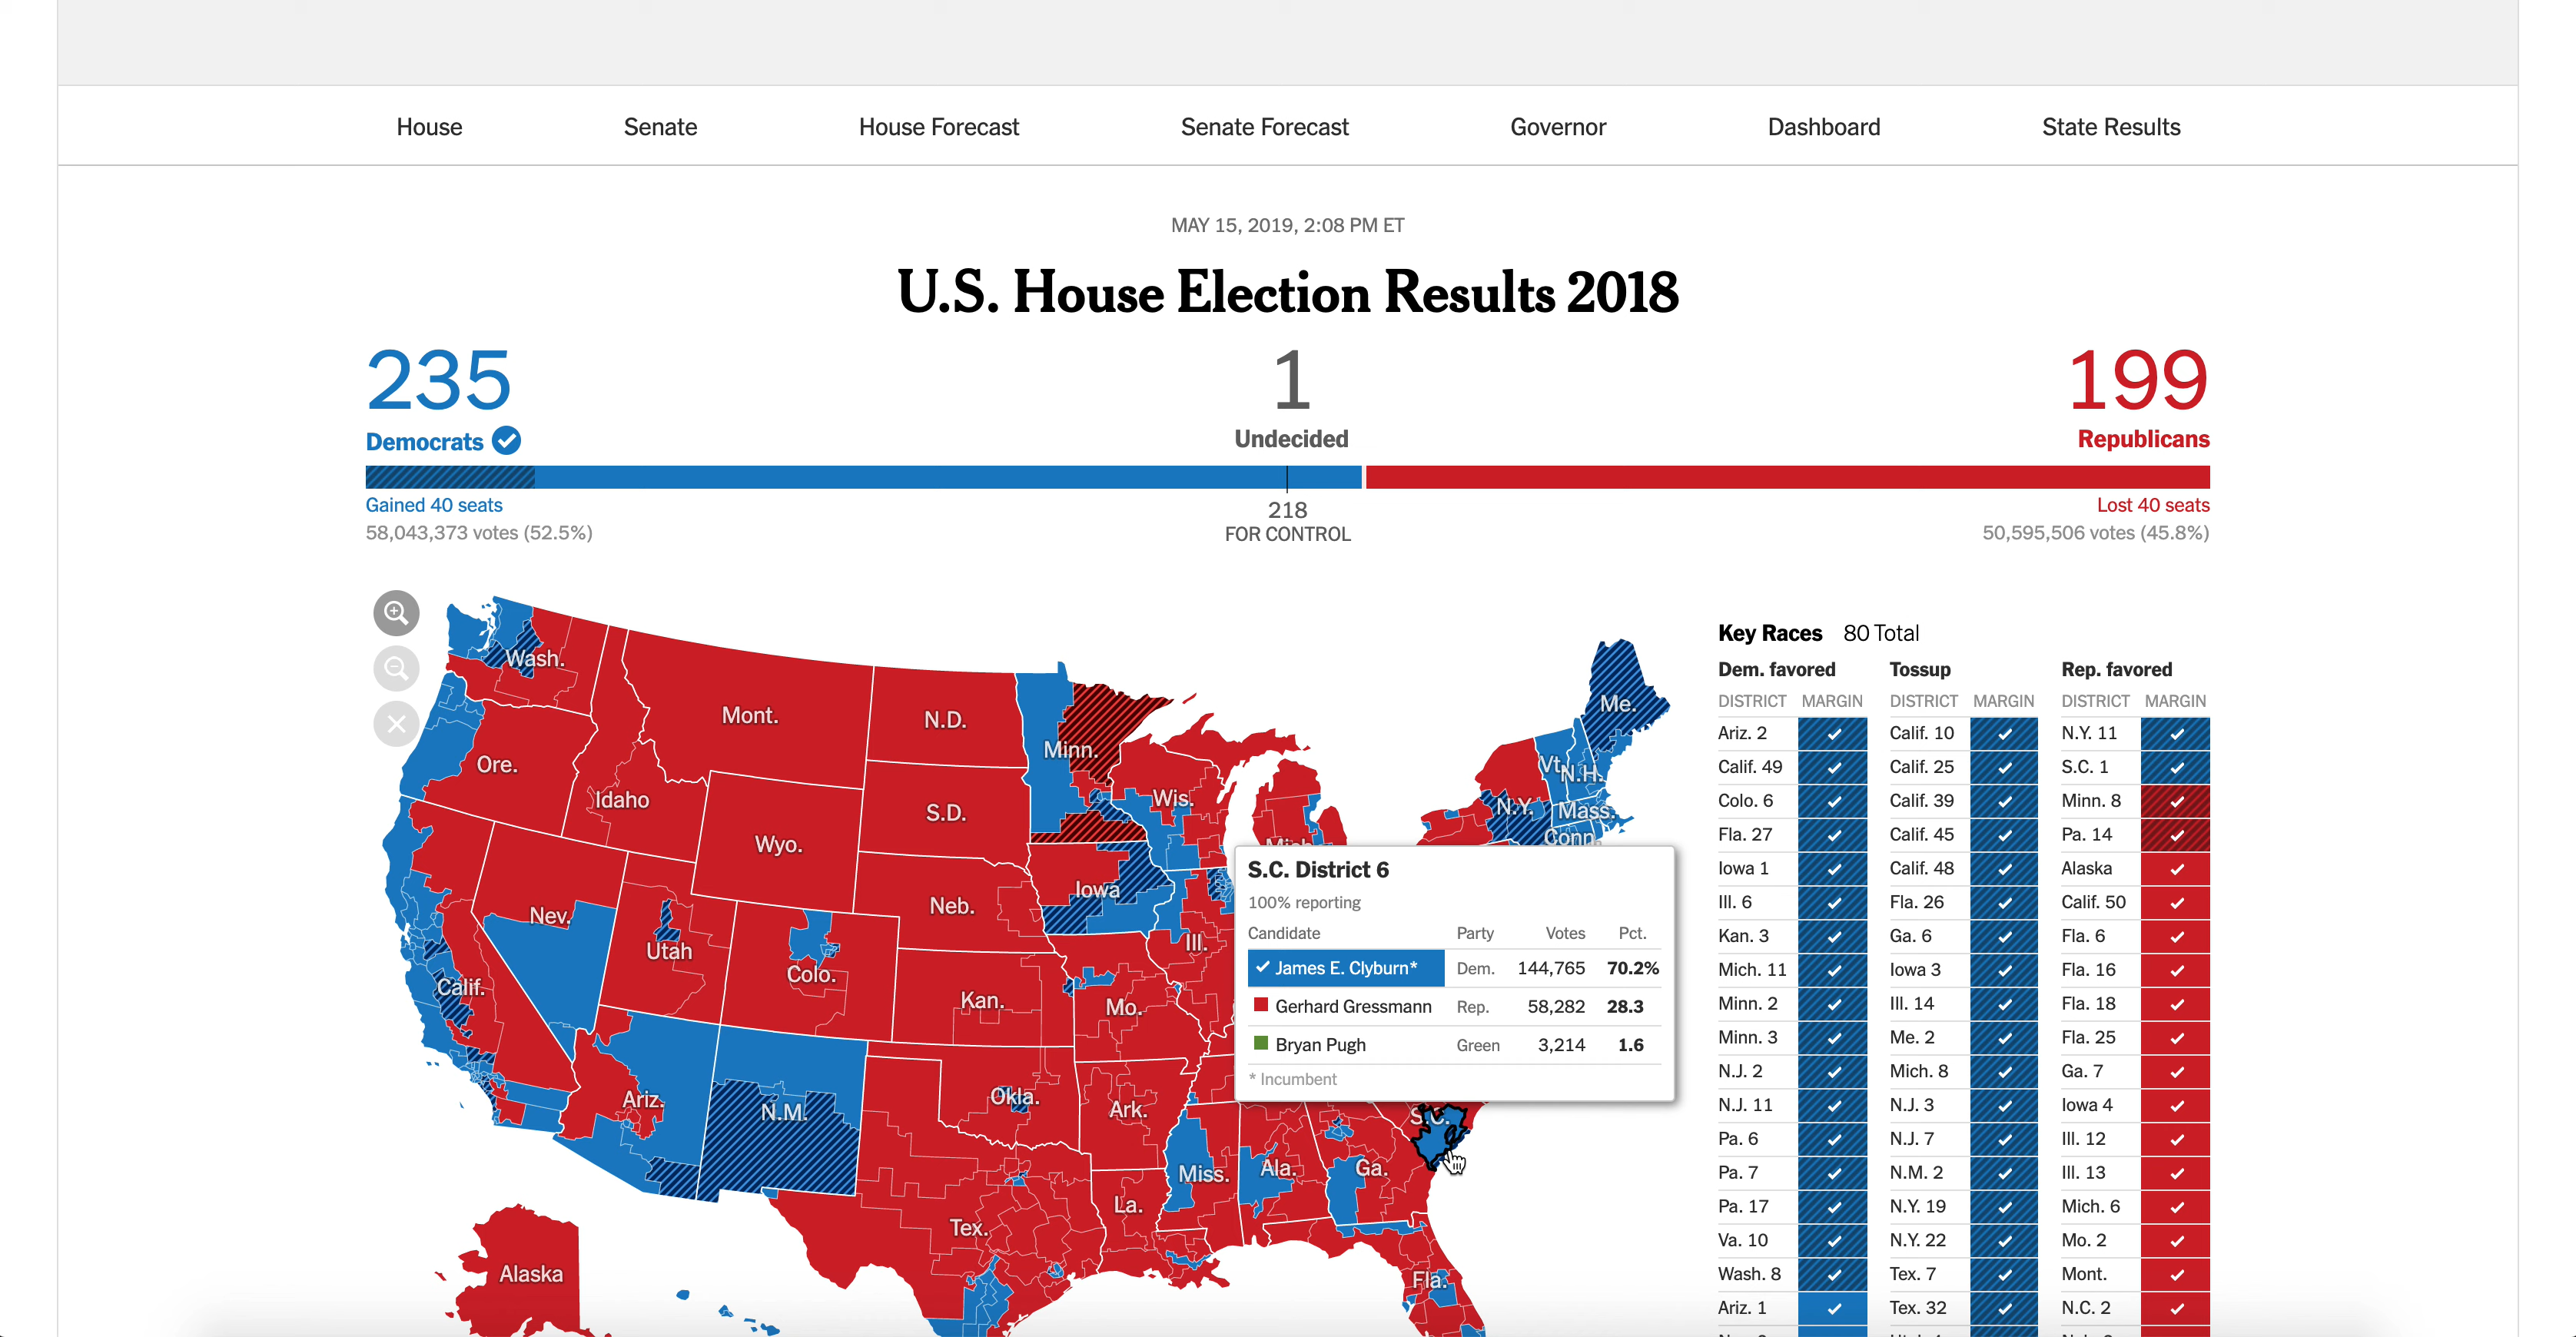 House Senate House Forecast Senate Forecast Governor Dashboard State Results
MAY 15, 2019, 2:08 PM ET
U.S. House Election Results 2018
235 1 199
Democrats Undecided Republicans
Gained 40 seats 218 Lost 40 seats
58,043,373 votes (52.5%) FOR CONTROL 50,595,506 votes (45.8%)
Wash.
Mont.
N.D.
Minn.
Me.
Ore.
Idaho
Wis.
Vt.
N.H.
N.Y.
Mass.
Conn.
S.D.
Wyo.
Mich.
Iowa
Neb.
Nev.
Utah
Colo.
Ill.
Calif.
Kan.
Mo.
Ariz.
N.M.
Okla.
Ark.
S.C.
Miss.
Ala.
Ga.
La.
Tex.
Fla.
Alaska
S.C. District 6
100% reporting
Candidate Party Votes Pct.
James E. Clyburn* Dem. 144,765 70.2%
Gerhard Gressmann Rep. 58,282 28.3
Bryan Pugh Green 3,214 1.6
* Incumbent
Key Races 80 Total
Dem. favored Tossup Rep. favored
DISTRICT MARGIN DISTRICT MARGIN DISTRICT MARGIN
Ariz. 2 Calif. 10 N.Y. 11
Calif. 49 Calif. 25 S.C. 1
Colo. 6 Calif. 39 Minn. 8
Fla. 27 Calif. 45 Pa. 14
Iowa 1 Calif. 48 Alaska
Ill. 6 Fla. 26 Calif. 50
Kan. 3 Ga. 6 Fla. 6
Mich. 11 Iowa 3 Fla. 16
Minn. 2 Ill. 14 Fla. 18
Minn. 3 Me. 2 Fla. 25
N.J. 2 Mich. 8 Ga. 7
N.J. 11 N.J. 3 Iowa 4
Pa. 6 N.J. 7 Ill. 12
Pa. 7 N.M. 2 Ill. 13
Pa. 17 N.Y. 19 Mich. 6
Va. 10 N.Y. 22 Mo. 2
Wash. 8 Tex. 7 Mont.
Ariz. 1 Tex. 32 N.C. 2